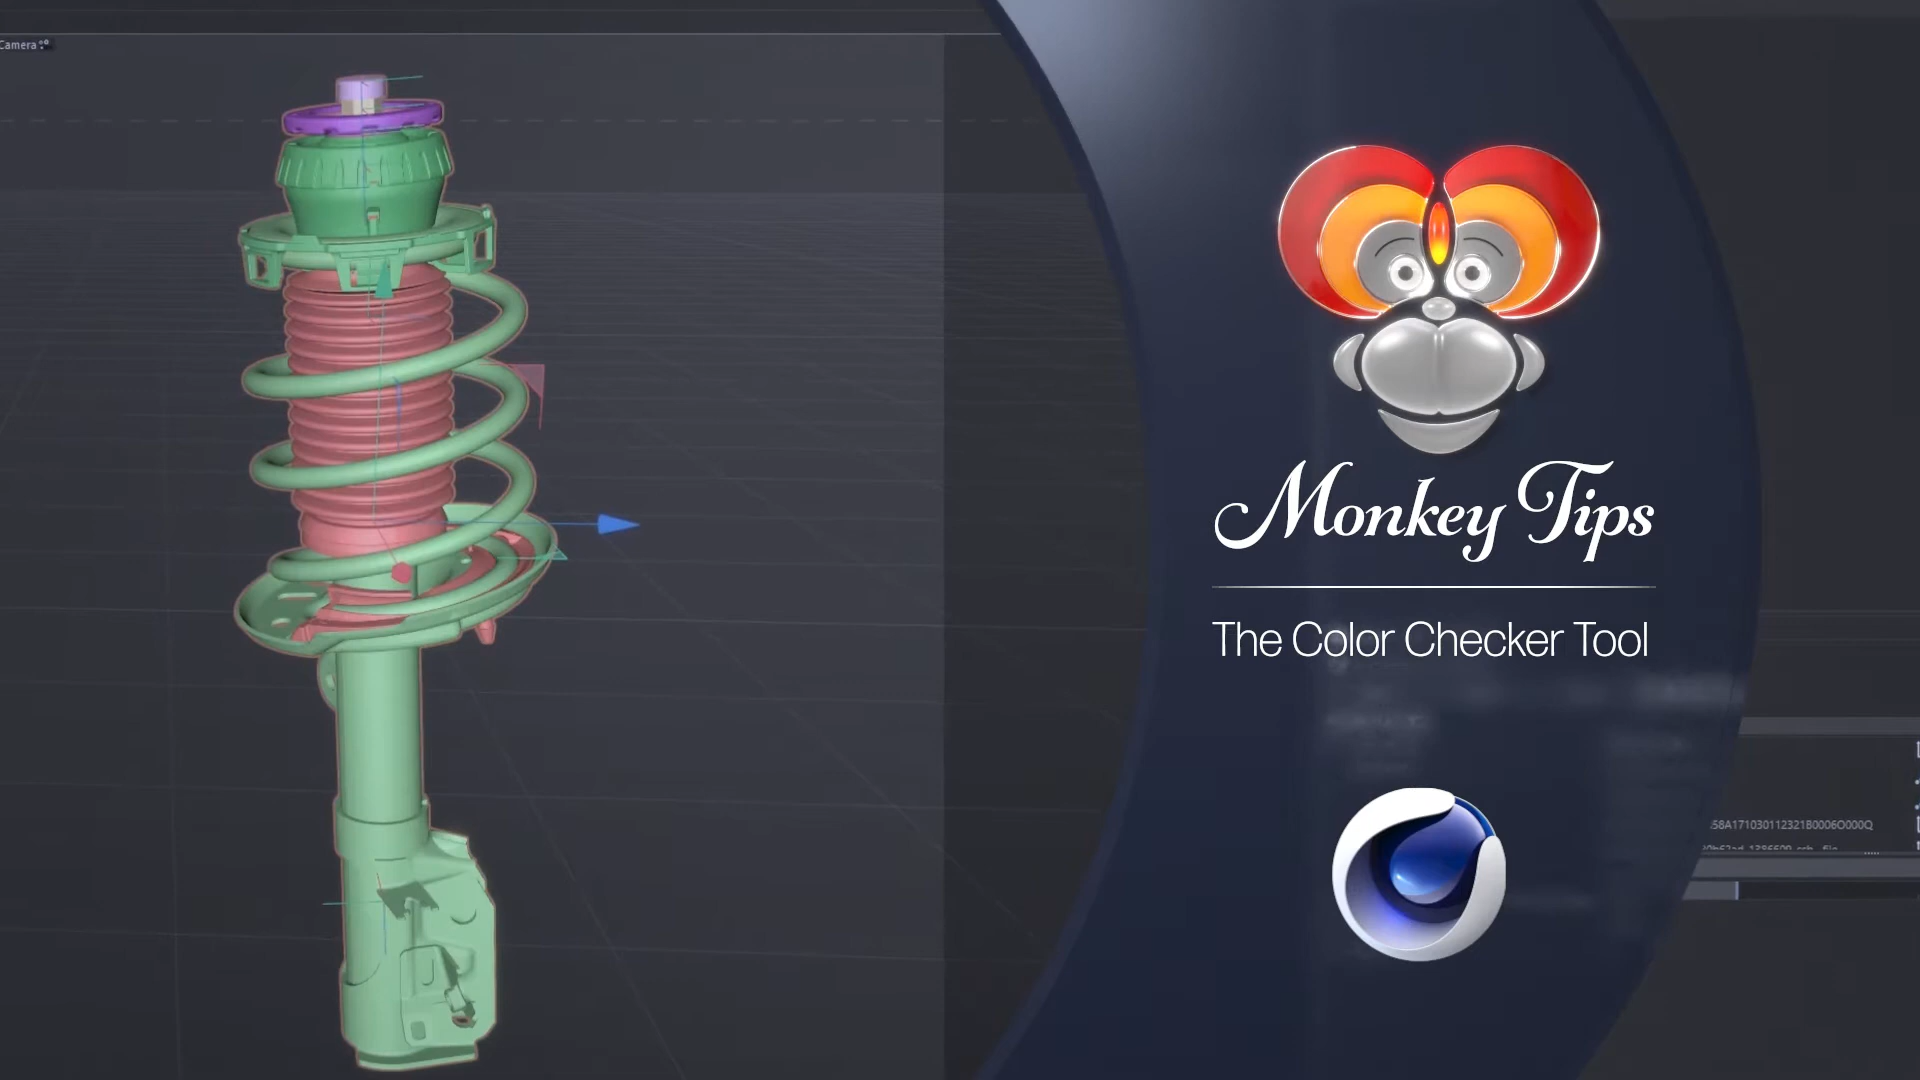 Camera
Monkey Tips
The Color Checker Tool
58A171030112321B0006O000Q